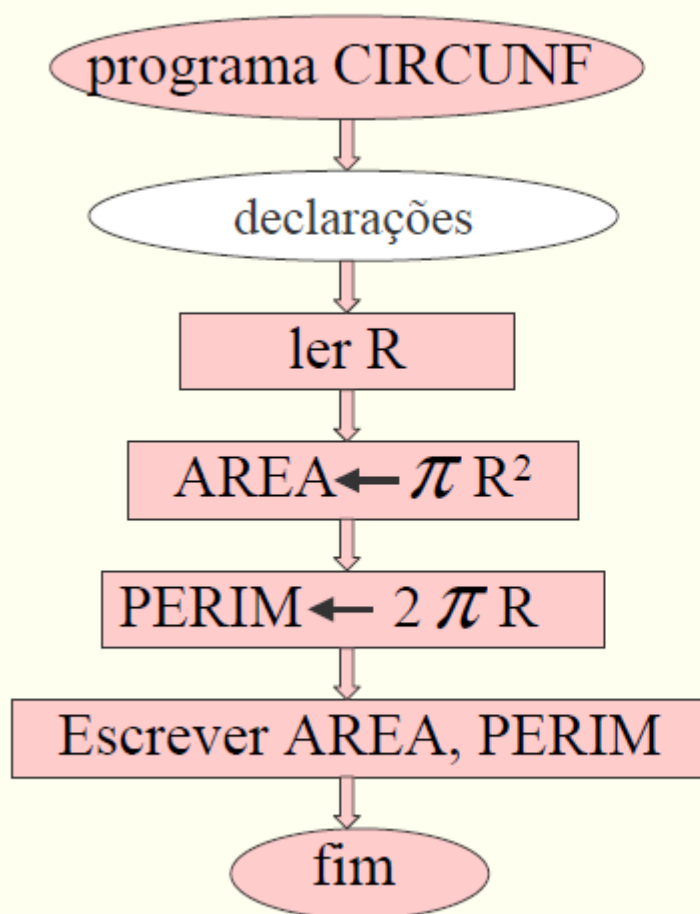 programa CIRCUNF
declarações
ler R
AREA ← π R²
PERIM ← 2 π R
Escrever AREA, PERIM
fim